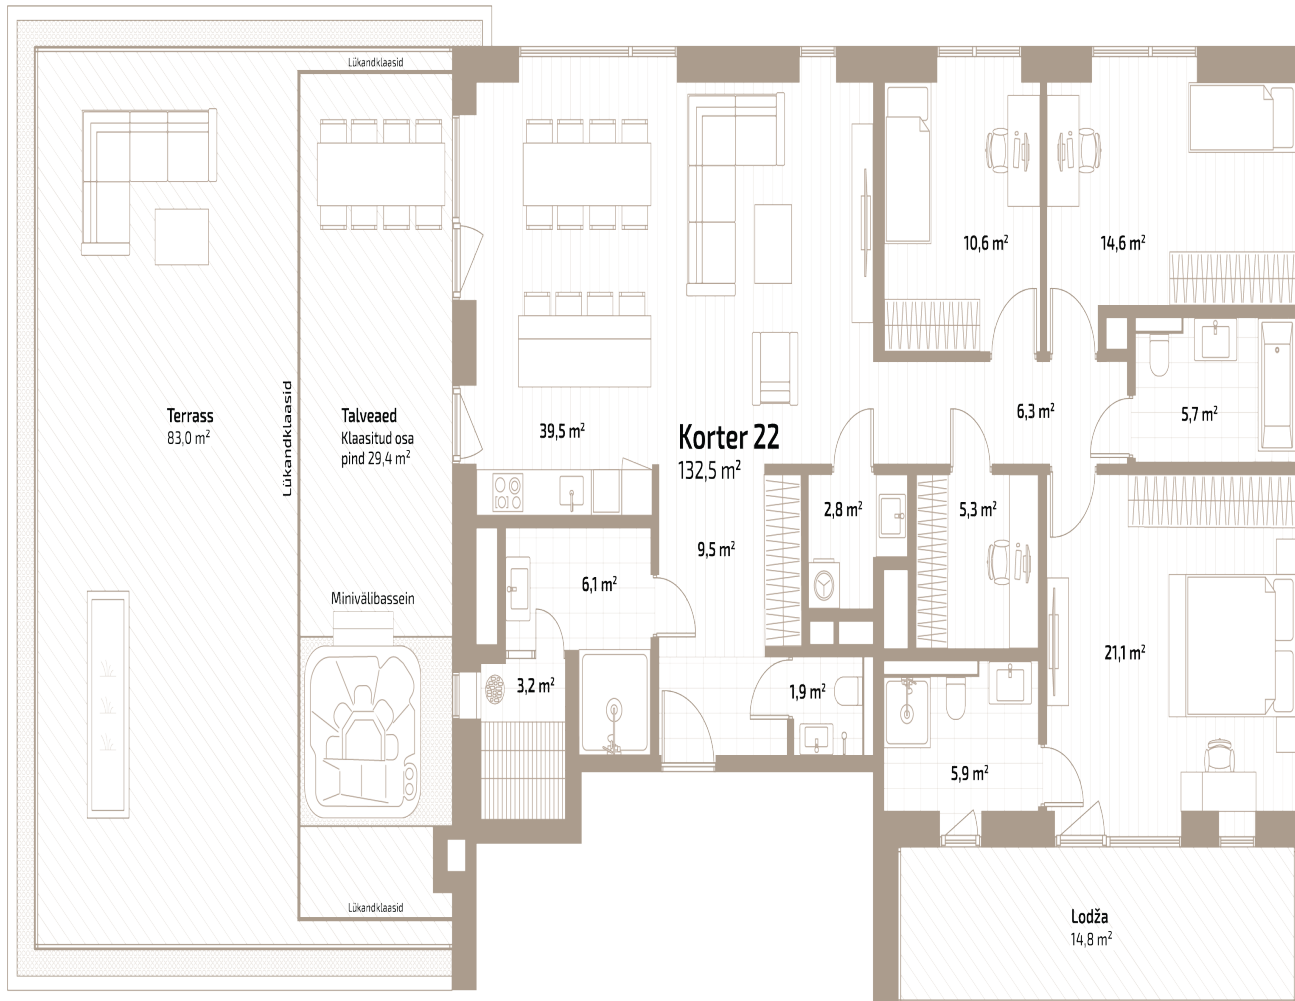 Lükandklaasid
10,6 m²
14,6 m²
Lükandklaasid
Terrass
83,0 m²
Talveaed
Klaasitud osa
pind 29,4 m²
39,5 m²
Korter 22
132,5 m²
6,3 m²
5,7 m²
2,8 m²
5,3 m²
9,5 m²
6,1 m²
Minivälibassein
3,2 m²
1,9 m²
21,1 m²
5,9 m²
Lükandklaasid
Lodža
14,8 m²